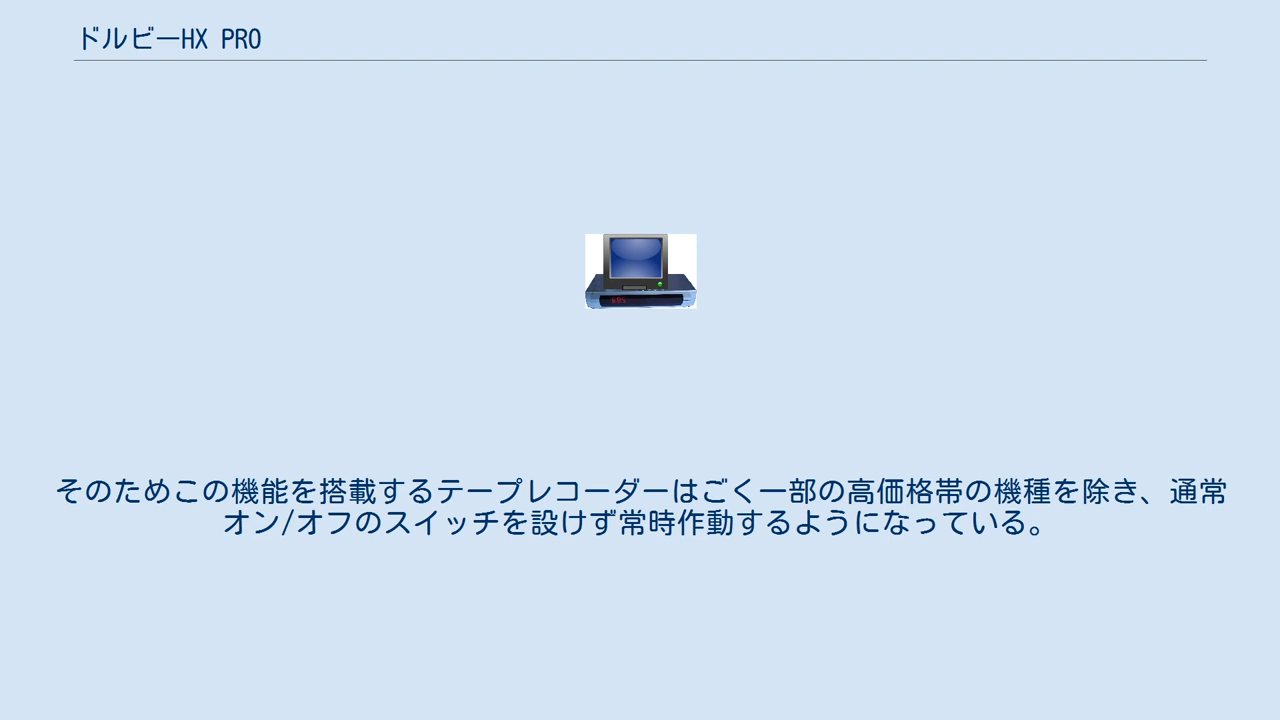 ドルビーHX PRO
そのためこの機能を搭載するテープレコーダーはごく一部の高価格帯の機種を除き、通常
オン/オフのスイッチを設けず常時作動するようになっている。